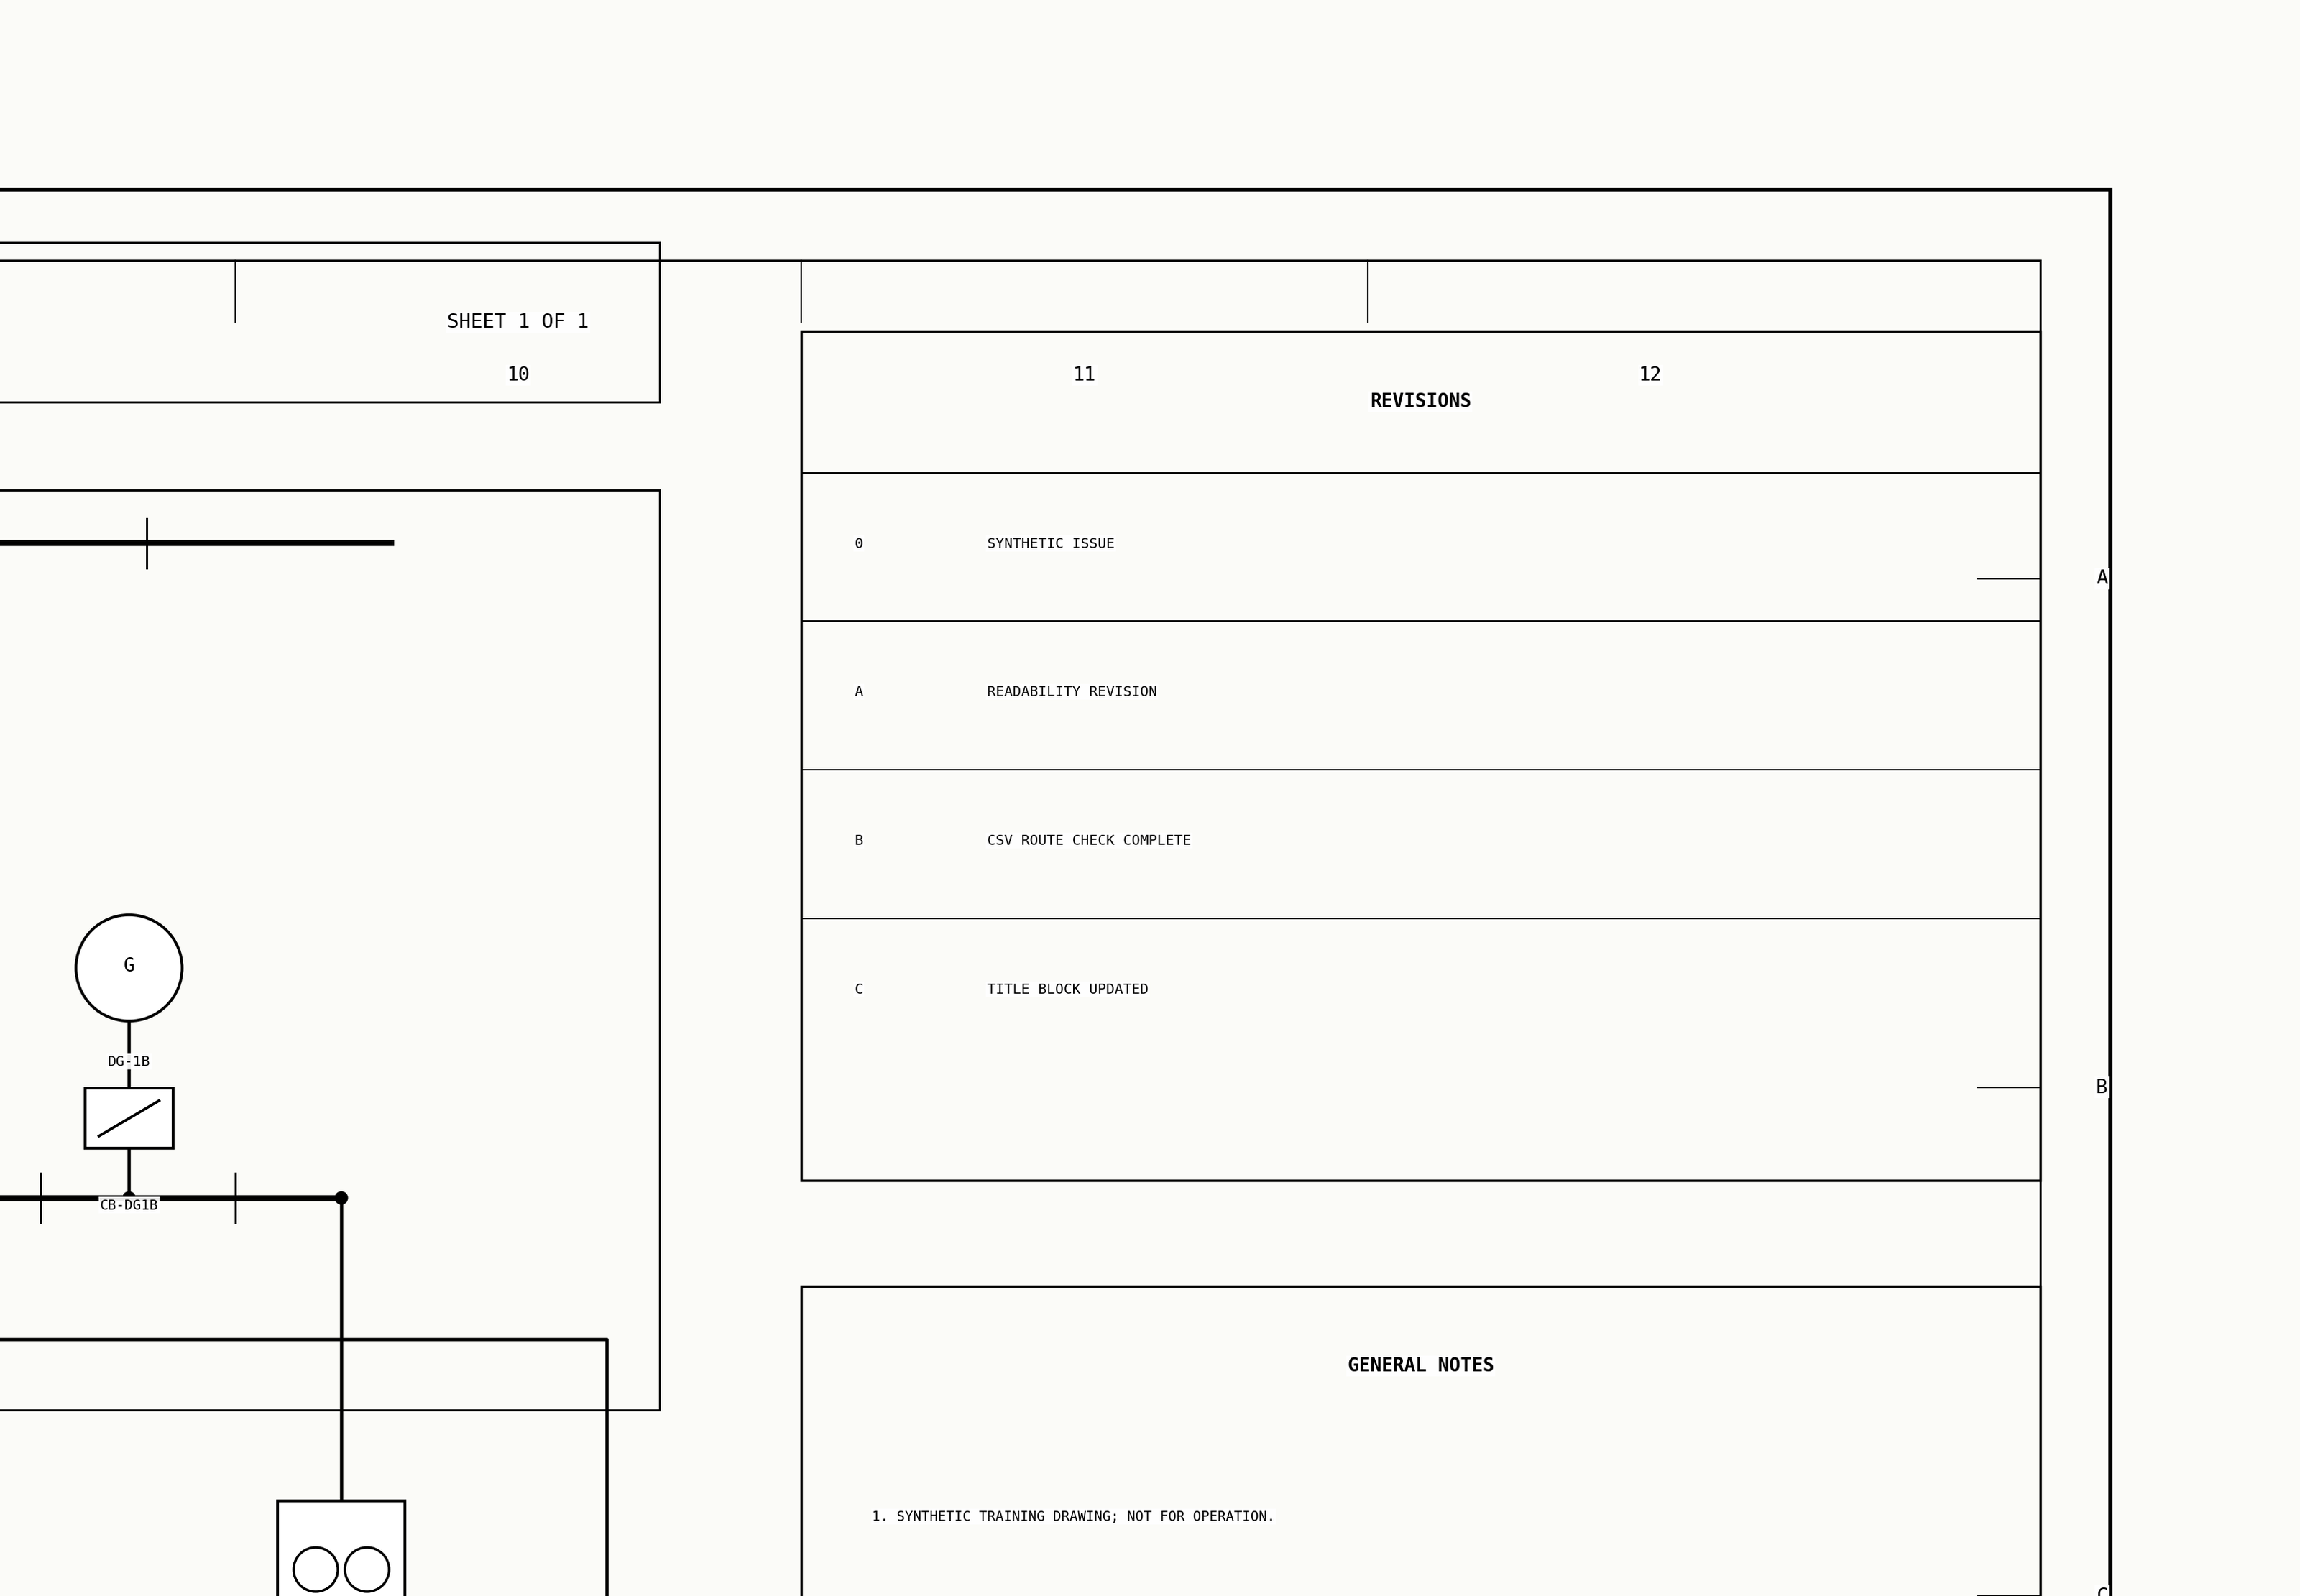 SHEET 1 OF 1
10
11
12
REVISIONS
0 SYNTHETIC ISSUE
A
A READABILITY REVISION
B CSV ROUTE CHECK COMPLETE
G
C TITLE BLOCK UPDATED
DG-1B
B
CB-DG1B
GENERAL NOTES
1. SYNTHETIC TRAINING DRAWING; NOT FOR OPERATION.
C